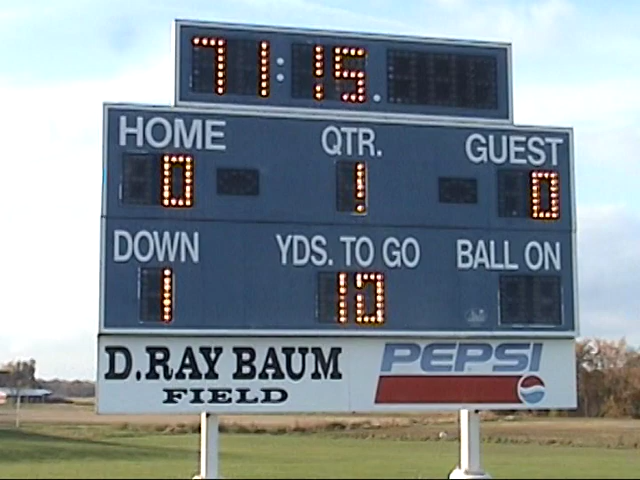 71:15
HOME QTR. GUEST
0 1 0
DOWN YDS. TO GO BALL ON
1 10
D.RAY BAUM PEPSI
FIELD